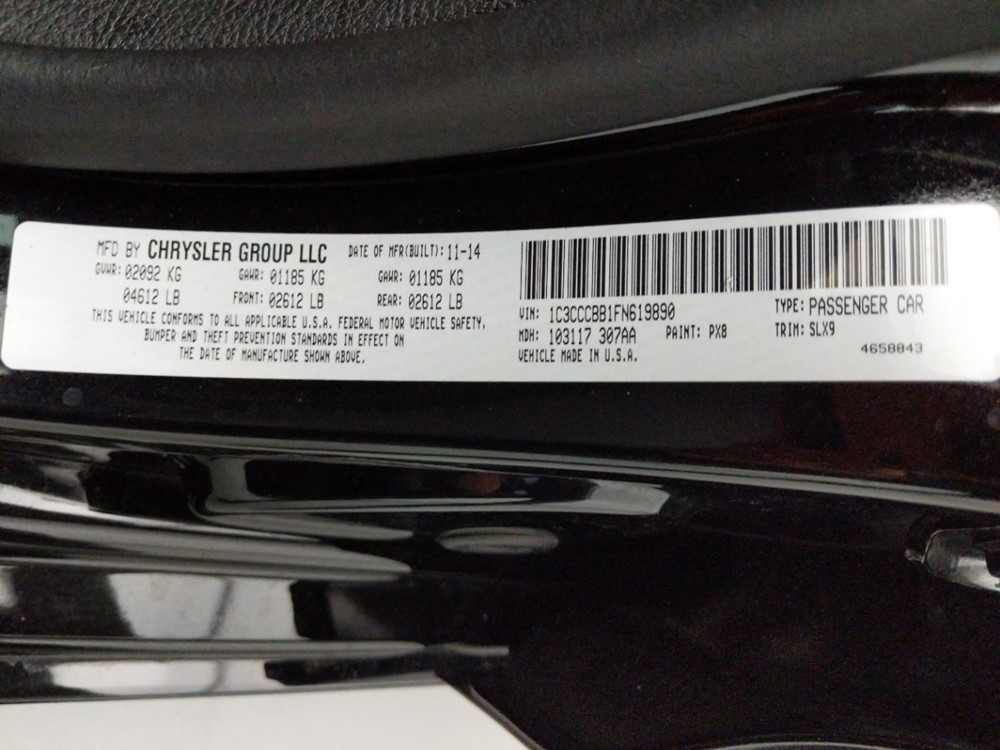 MFD BY CHRYSLER GROUP LLC DATE OF MFR(BUILT): 11-14
GVWR: 02092 KG GAWR: 01185 KG GAWR: 01185 KG
04612 LB FRONT: 02612 LB REAR: 02612 LB
THIS VEHICLE CONFORMS TO ALL APPLICABLE U.S.A. FEDERAL MOTOR VEHICLE SAFETY,
BUMPER AND THEFT PREVENTION STANDARDS IN EFFECT ON
THE DATE OF MANUFACTURE SHOWN ABOVE.
VIN: 1C3CCCBB1FN619890 TYPE: PASSENGER CAR
MDH: 103117 307AA PAINT: PX8 TRIM: SLX9
VEHICLE MADE IN U.S.A. 4658843